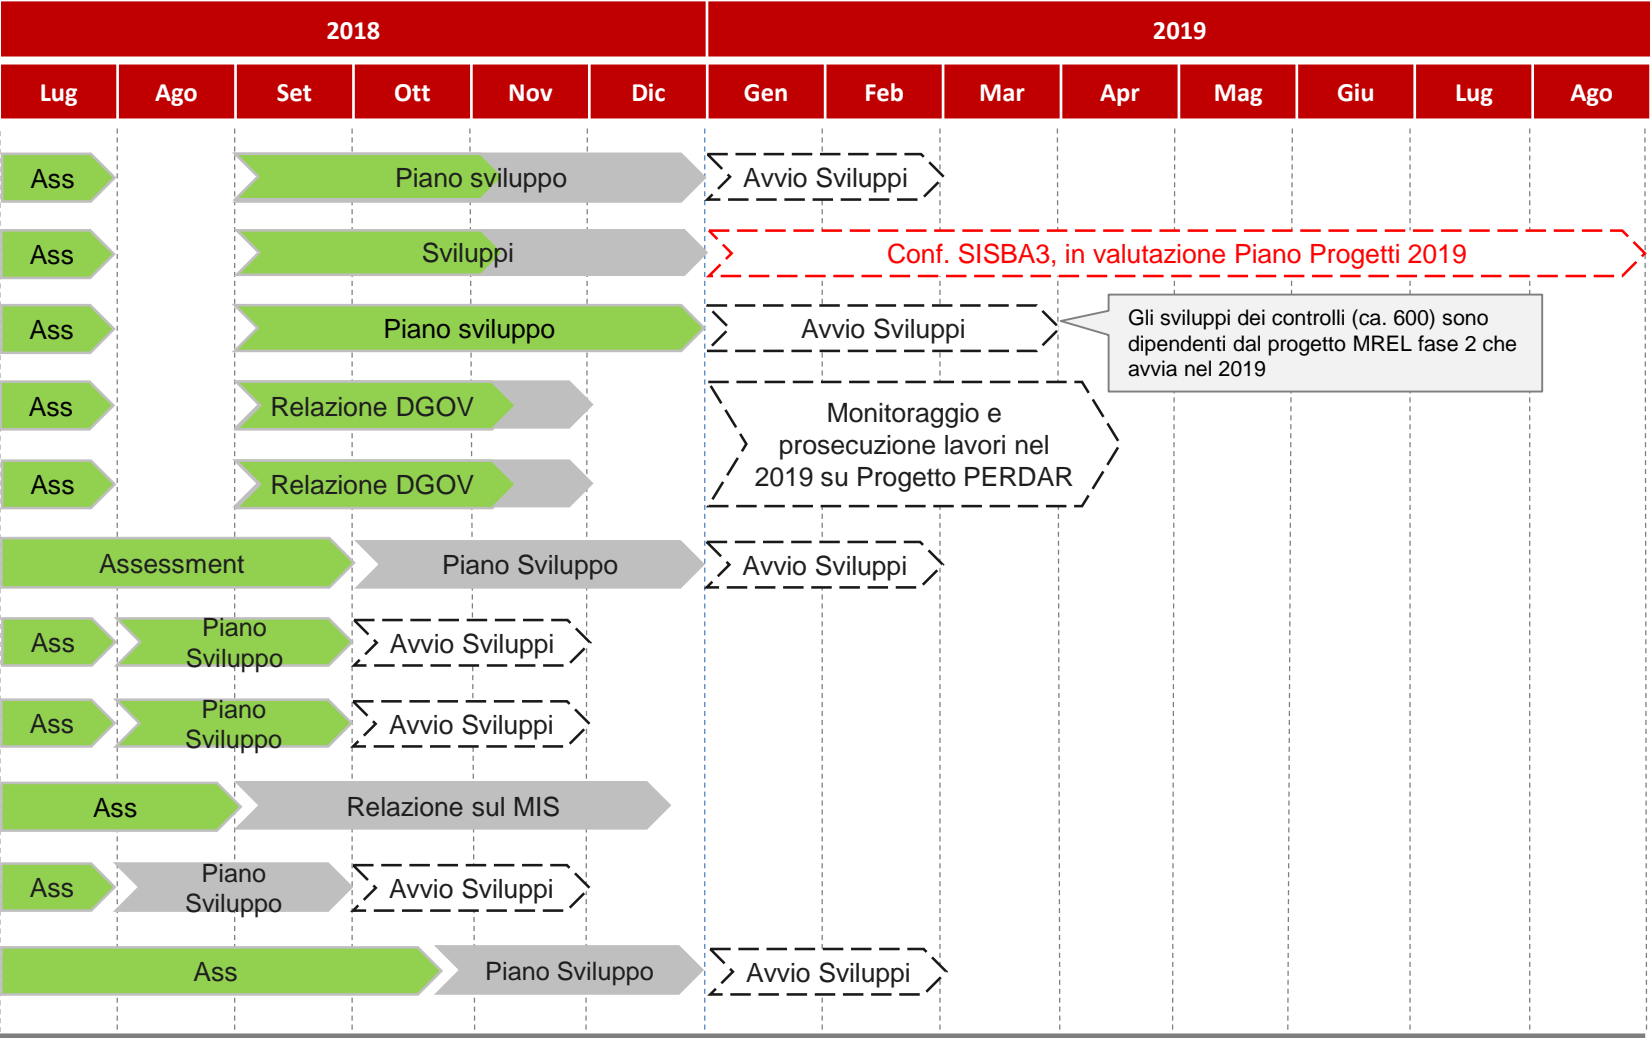 2018
2019
Lug
Ago
Set
Ott
Nov
Dic
Gen
Feb
Mar
Apr
Mag
Giu
Lug
Ago
Ass
Piano sviluppo
Avvio Sviluppi
Ass
Sviluppi
Conf. SISBA3, in valutazione Piano Progetti 2019
Ass
Piano sviluppo
Avvio Sviluppi
Gli sviluppi dei controlli (ca. 600) sono
dipendenti dal progetto MREL fase 2 che
avvia nel 2019
Ass
Relazione DGOV
Monitoraggio e
prosecuzione lavori nel
2019 su Progetto PERDAR
Ass
Relazione DGOV
Assessment
Piano Sviluppo
Avvio Sviluppi
Ass
Piano
Sviluppo
Avvio Sviluppi
Ass
Piano
Sviluppo
Avvio Sviluppi
Ass
Relazione sul MIS
Ass
Piano
Sviluppo
Avvio Sviluppi
Ass
Piano Sviluppo
Avvio Sviluppi